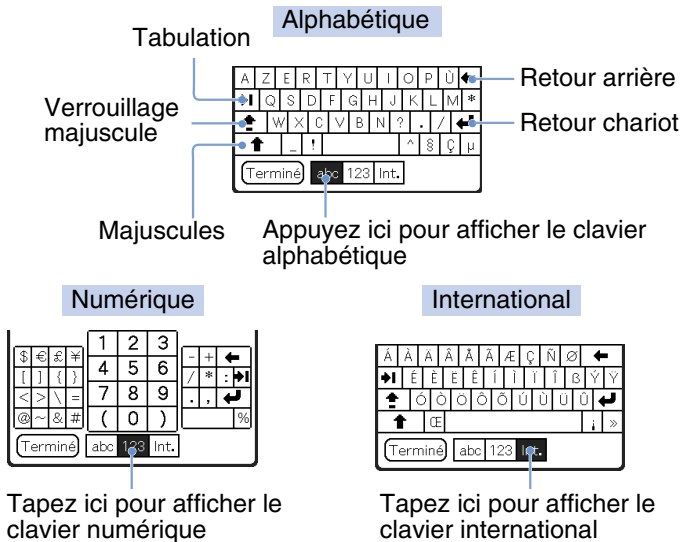 Alphabétique
Tabulation
A Z E R T Y U I O P Ù
Retour arrière
Q S D F G H J K L M *
Verrouillage
majuscule
W X C V B N ? . /
Retour chariot
_ ! ^ § Ç µ
Terminé abc 123 Int.
Majuscules
Appuyez ici pour afficher le clavier
alphabétique
Numérique
1 2 3
$ € £ ¥ - +
4 5 6
[ ] { } / * :
7 8 9
< > \ = . ,
( 0 )
@ ~ & # %
Terminé abc 123 Int.
Tapez ici pour afficher le
clavier numérique
International
Á À Ä Â Å Ã Æ Ç Ñ Ø
É È Ë Ê Í Ì Ï Î ß Ý Ÿ
Ó Ò Ö Ô Õ Ú Ù Ü Û
Œ ¡ »
Terminé abc 123 Int.
Tapez ici pour afficher le
clavier international